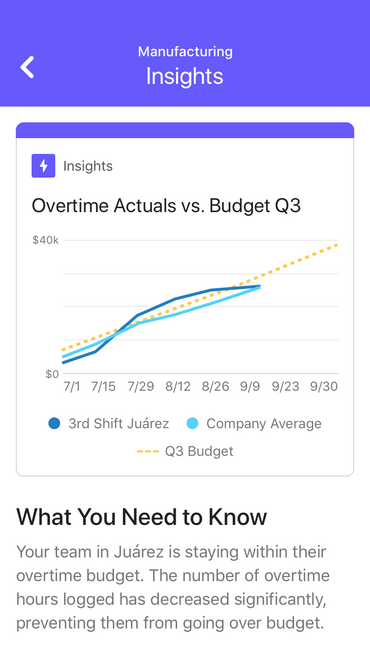 Manufacturing
Insights
Insights
Overtime Actuals vs. Budget Q3
$40k
$0
7/1 7/15 7/29 8/12 8/26 9/9 9/23 9/30
3rd Shift Juárez Company Average
Q3 Budget
What You Need to Know
Your team in Juárez is staying within their
overtime budget. The number of overtime
hours logged has decreased significantly,
preventing them from going over budget.